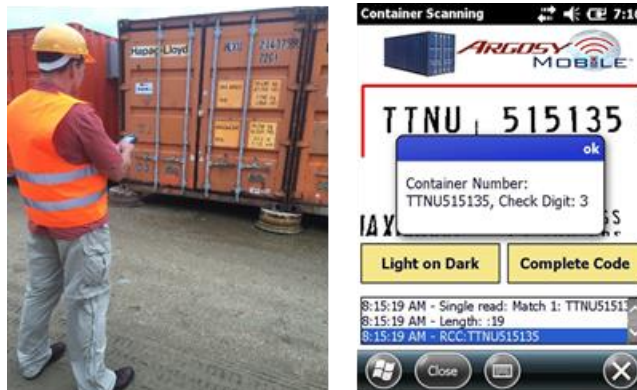 Hapag-Lloyd
Container Scanning
7:1
ARGOSY
MOBILE
TTNU 515135
ok
Container Number:
TTNU515135, Check Digit: 3
Light on Dark
Complete Code
8:15:19 AM - Single read: Match 1: TTNU5151
8:15:19 AM - Length: :19
8:15:19 AM - RCC:TTNU515135
Close